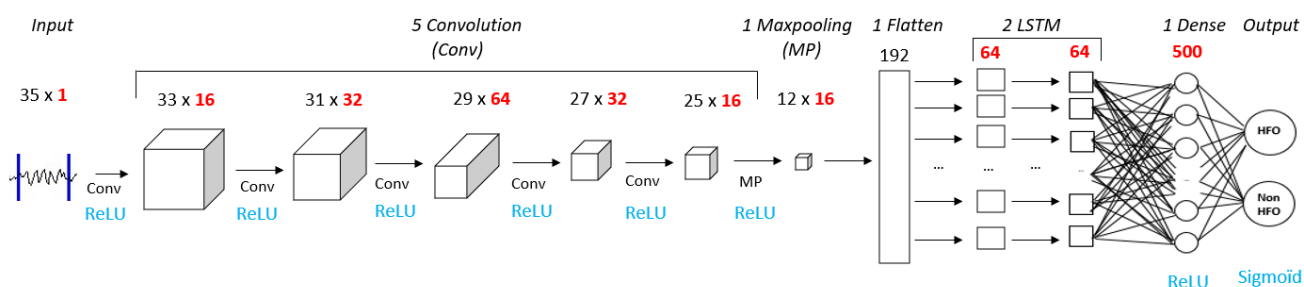 Input
5 Convolution
(Conv)
1 Maxpooling
(MP)
1 Flatten
2 LSTM
1 Dense
Output
35 x 1
33 x 16
31 x 32
29 x 64
27 x 32
25 x 16
12 x 16
192
64
64
500
Conv
ReLU
Conv
ReLU
Conv
ReLU
Conv
ReLU
Conv
ReLU
MP
ReLU
...
...
...
...
...
...
HFO
Non
HFO
ReLU
Sigmoïd